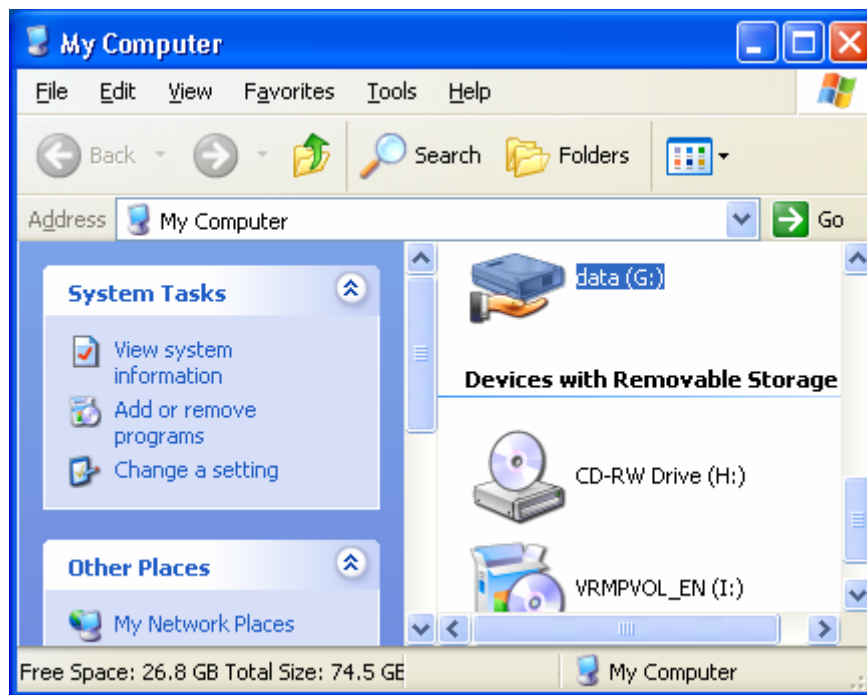 My Computer
File Edit View Favorites Tools Help
Back Search Folders
Address My Computer Go
System Tasks
View system
information
Add or remove
programs
Change a setting
Other Places
My Network Places
data (G:)
Devices with Removable Storage
CD-RW Drive (H:)
VRMPVOL_EN (I:)
Free Space: 26.8 GB Total Size: 74.5 GB My Computer